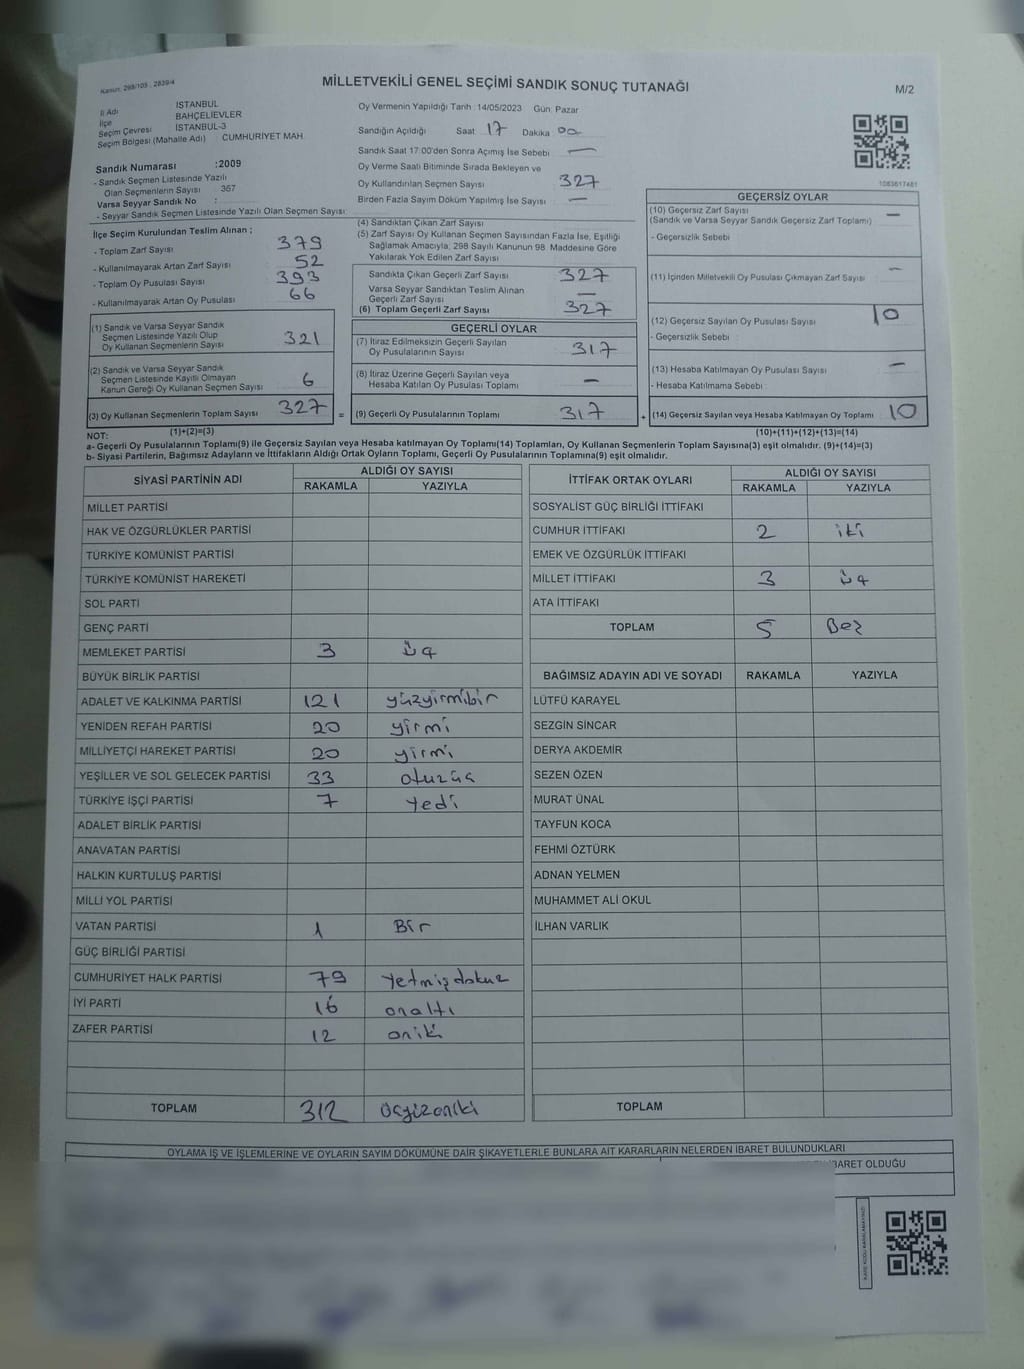 Kanun: 298/105 , 2839/4
MİLLETVEKİLİ GENEL SEÇİMİ SANDIK SONUÇ TUTANAĞI
M/2
İl Adı İSTANBUL
İlçe BAHÇELİEVLER
Seçim Çevresi İSTANBUL-3
Seçim Bölgesi (Mahalle Adı) : CUMHURİYET MAH.
Sandık Numarası :2009
- Sandık Seçmen Listesinde Yazılı
Olan Seçmenlerin Sayısı 367
Varsa Seyyar Sandık No :
- Seyyar Sandık Seçmen Listesinde Yazılı Olan Seçmen Sayısı:
Oy Vermenin Yapıldığı Tarih :14/05/2023 Gün: Pazar
Sandığın Açıldığı Saat 17 Dakika 00
Sandık Saat 17:00'den Sonra Açımış İse Sebebi —
Oy Verme Saati Bitiminde Sırada Bekleyen ve
Oy Kullandırılan Seçmen Sayısı 327
Birden Fazla Sayım Döküm Yapılmış İse Sayısı —
1083617481
İlçe Seçim Kurulundan Teslim Alınan ;
- Toplam Zarf Sayısı 379
- Kullanılmayarak Artan Zarf Sayısı 52
- Toplam Oy Pusulası Sayısı 393
- Kullanılmayarak Artan Oy Pusulası 66
(1) Sandık ve Varsa Seyyar Sandık
Seçmen Listesinde Yazılı Olup
Oy Kullanan Seçmenlerin Sayısı 321
(2) Sandık ve Varsa Seyyar Sandık
Seçmen Listesinde Kayıtlı Olmayan
Kanun Gereği Oy Kullanan Seçmen Sayısı 6
(3) Oy Kullanan Seçmenlerin Toplam Sayısı 327 =
(1)+(2)=(3)
(4) Sandıktan Çıkan Zarf Sayısı
(5) Zarf Sayısı Oy Kullanan Seçmen Sayısından Fazla İse, Eşitliği
Sağlamak Amacıyla, 298 Sayılı Kanunun 98. Maddesine Göre
Yakılarak Yok Edilen Zarf Sayısı
Sandıkta Çıkan Geçerli Zarf Sayısı 327
Varsa Seyyar Sandıktan Teslim Alınan
Geçerli Zarf Sayısı —
(6) Toplam Geçerli Zarf Sayısı 327
GEÇERLİ OYLAR
(7) İtiraz Edilmeksizin Geçerli Sayılan
Oy Pusulalarının Sayısı 317
(8) İtiraz Üzerine Geçerli Sayılan veya
Hesaba Katılan Oy Pusulası Toplamı —
(9) Geçerli Oy Pusulalarının Toplamı 317 +
GEÇERSİZ OYLAR
(10) Geçersiz Zarf Sayısı —
(Sandık ve Varsa Seyyar Sandık Geçersiz Zarf Toplamı)
- Geçersizlik Sebebi
(11) İçinden Milletvekili Oy Pusulası Çıkmayan Zarf Sayısı —
(12) Geçersiz Sayılan Oy Pusulası Sayısı 10
- Geçersizlik Sebebi
(13) Hesaba Katılmayan Oy Pusulası Sayısı —
- Hesaba Katılmama Sebebi
(14) Geçersiz Sayılan veya Hesaba Katılmayan Oy Toplamı 10
(10)+(11)+(12)+(13)=(14)
NOT:
a- Geçerli Oy Pusulalarının Toplamı(9) ile Geçersiz Sayılan veya Hesaba katılmayan Oy Toplamı(14) Toplamları, Oy Kullanan Seçmenlerin Toplam Sayısına(3) eşit olmalıdır. (9)+(14)=(3)
b- Siyasi Partilerin, Bağımsız Adayların ve İttifakların Aldığı Ortak Oyların Toplamı, Geçerli Oy Pusulalarının Toplamına(9) eşit olmalıdır.
SİYASİ PARTİNİN ADI
ALDIĞI OY SAYISI
RAKAMLA YAZIYLA
MİLLET PARTİSİ
HAK VE ÖZGÜRLÜKLER PARTİSİ
TÜRKİYE KOMÜNİST PARTİSİ
TÜRKİYE KOMÜNİST HAREKETİ
SOL PARTİ
GENÇ PARTİ
MEMLEKET PARTİSİ 3 üç
BÜYÜK BİRLİK PARTİSİ
ADALET VE KALKINMA PARTİSİ 121 yüzyirmibir
YENİDEN REFAH PARTİSİ 20 yirmi
MİLLİYETÇİ HAREKET PARTİSİ 20 yirmi
YEŞİLLER VE SOL GELECEK PARTİSİ 33 otuzüç
TÜRKİYE İŞÇİ PARTİSİ 7 yedi
ADALET BİRLİK PARTİSİ
ANAVATAN PARTİSİ
HALKIN KURTULUŞ PARTİSİ
MİLLİ YOL PARTİSİ
VATAN PARTİSİ 1 Bir
GÜÇ BİRLİĞİ PARTİSİ
CUMHURİYET HALK PARTİSİ 79 yetmişdokuz
İYİ PARTİ 16 onaltı
ZAFER PARTİSİ 12 oniki
TOPLAM 312 üçyüzoniki
İTTİFAK ORTAK OYLARI
ALDIĞI OY SAYISI
RAKAMLA YAZIYLA
SOSYALİST GÜÇ BİRLİĞİ İTTİFAKI
CUMHUR İTTİFAKI 2 iki
EMEK VE ÖZGÜRLÜK İTTİFAKI
MİLLET İTTİFAKI 3 üç
ATA İTTİFAKI
TOPLAM 5 Beş
BAĞIMSIZ ADAYIN ADI VE SOYADI RAKAMLA YAZIYLA
LÜTFÜ KARAYEL
SEZGİN SİNCAR
DERYA AKDEMİR
SEZEN ÖZEN
MURAT ÜNAL
TAYFUN KOCA
FEHMİ ÖZTÜRK
ADNAN YELMEN
MUHAMMET ALİ OKUL
İLHAN VARLIK
TOPLAM
OYLAMA İŞ VE İŞLEMLERİNE VE OYLARIN SAYIM DÖKÜMÜNE DAİR ŞİKAYETLERLE BUNLARA AİT KARARLARIN NELERDEN İBARET BULUNDUKLARI
İBARET OLDUĞU
KARE KODU KARALAMAYINIZ!